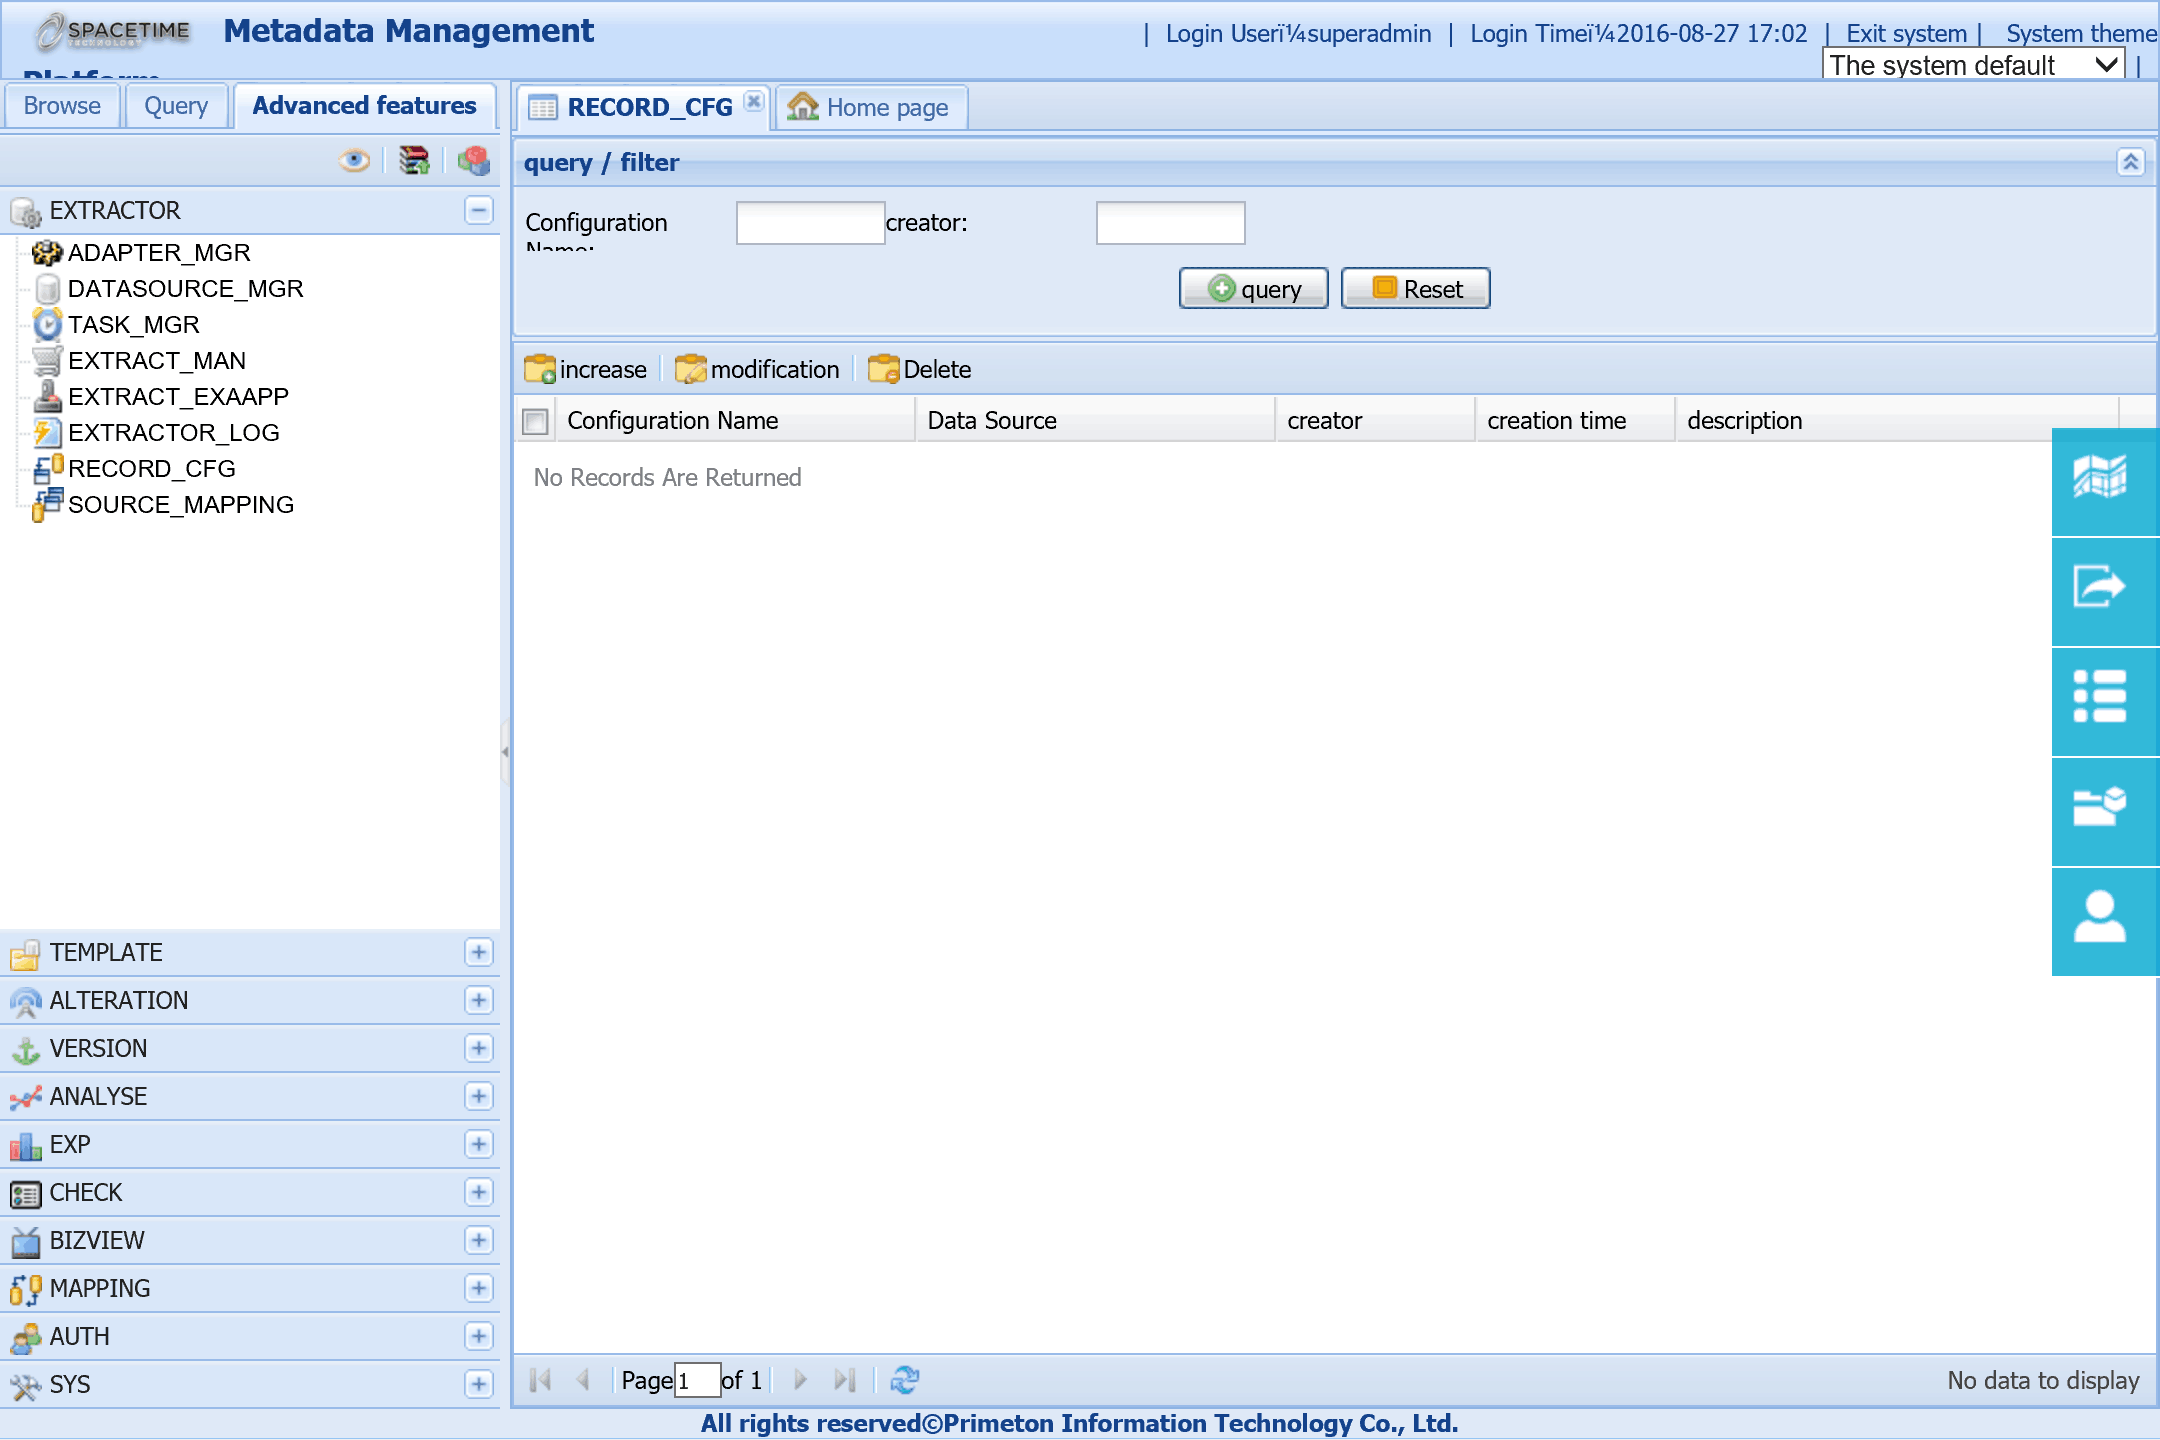 SPACETIME
TECHNOLOGY
Metadata Management
Platform
| Login Userï¼superadmin | Login Timeï¼2016-08-27 17:02 | Exit system | System theme
The system default |
Browse Query Advanced features
RECORD_CFG Home page
query / filter
EXTRACTOR
Configuration
Name:
creator:
query Reset
ADAPTER_MGR
DATASOURCE_MGR
TASK_MGR
EXTRACT_MAN
EXTRACT_EXAAPP
EXTRACTOR_LOG
RECORD_CFG
SOURCE_MAPPING
increase modification Delete
Configuration Name Data Source creator creation time description
No Records Are Returned
TEMPLATE
ALTERATION
VERSION
ANALYSE
EXP
CHECK
BIZVIEW
MAPPING
AUTH
SYS
Page 1 of 1
No data to display
All rights reserved©Primeton Information Technology Co., Ltd.